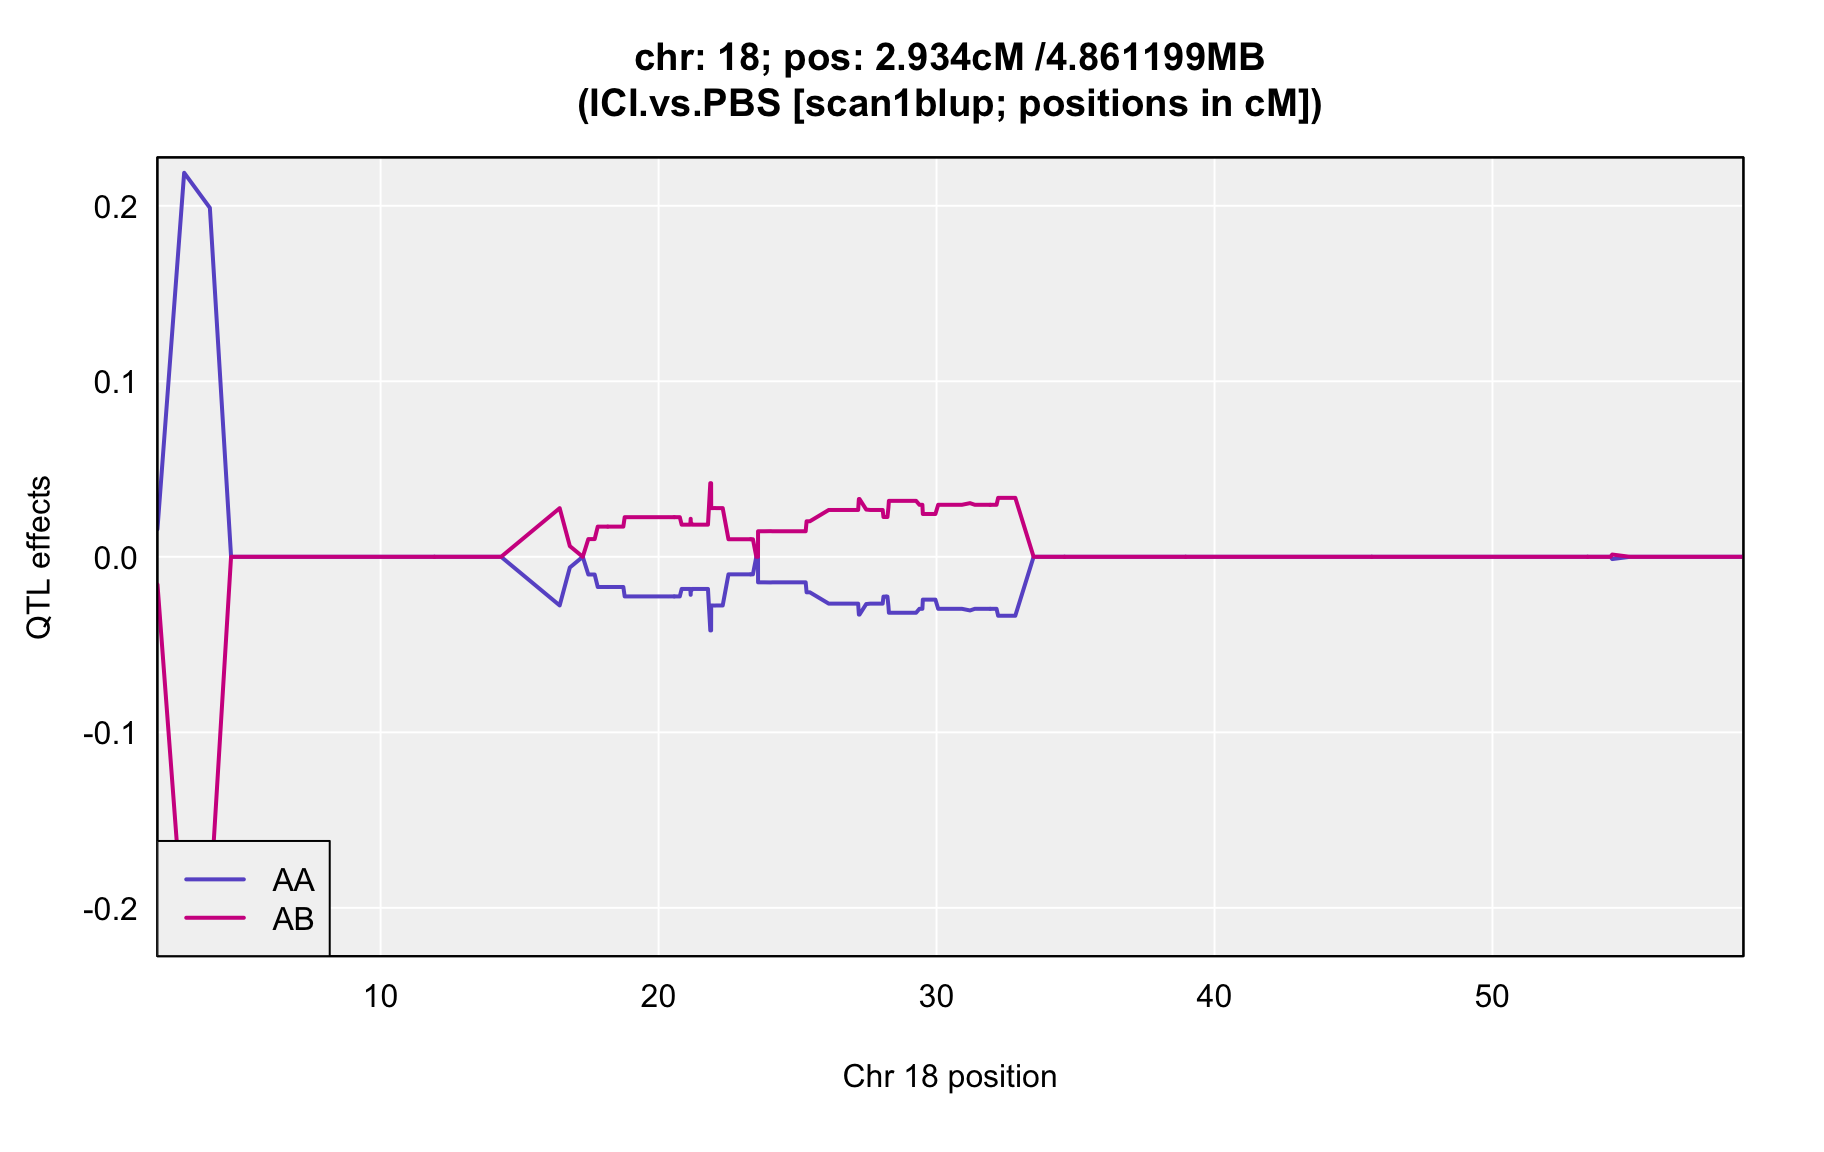 chr: 18; pos: 2.934cM /4.861199MB
(ICI.vs.PBS [scan1blup; positions in cM])
QTL effects
0.2
0.1
0.0
-0.1
-0.2
AA
AB
10
20
30
40
50
Chr 18 position